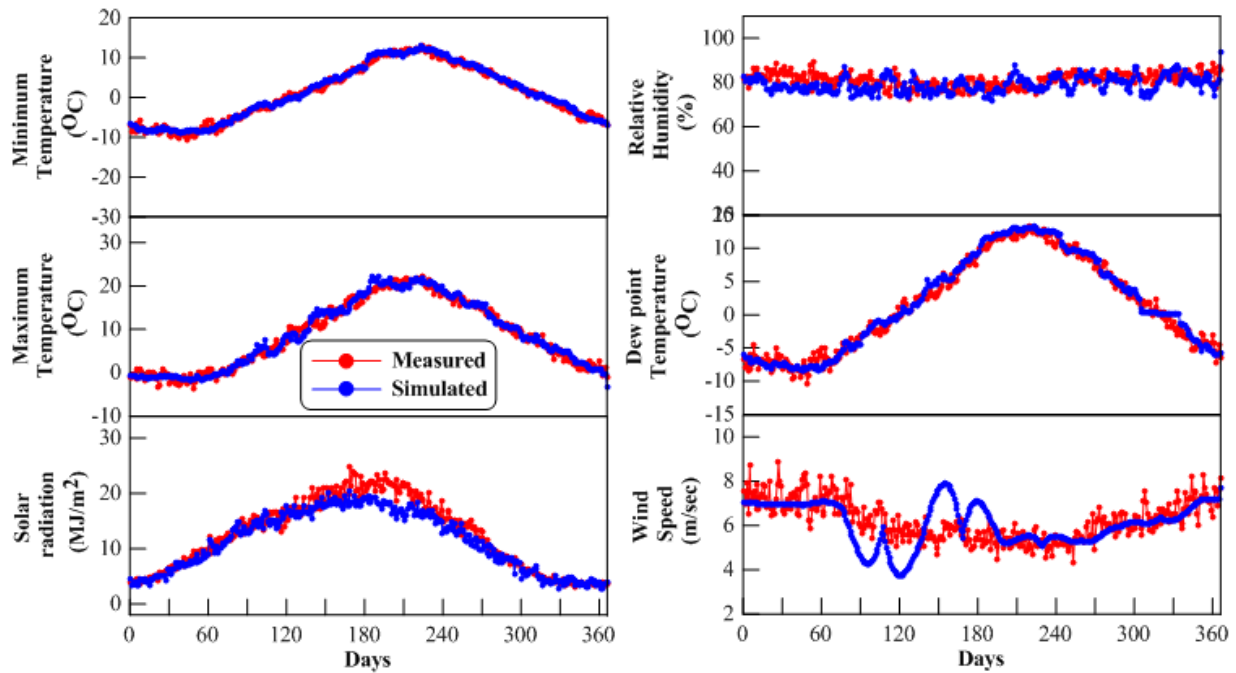 20
10
0
-10
-20
-30
Minimum
Temperature
(OC)
30
20
10
0
-10
Maximum
Temperature
(OC)
Measured
Simulated
30
20
10
0
Solar
radiation
(MJ/m²)
0 60 120 180 240 300 360
Days
100
80
60
40
Relative
Humidity
(%)
15
10
5
0
-5
-10
-15
Dew point
Temperature
(OC)
10
8
6
4
2
Wind
Speed
(m/sec)
0 60 120 180 240 300 360
Days